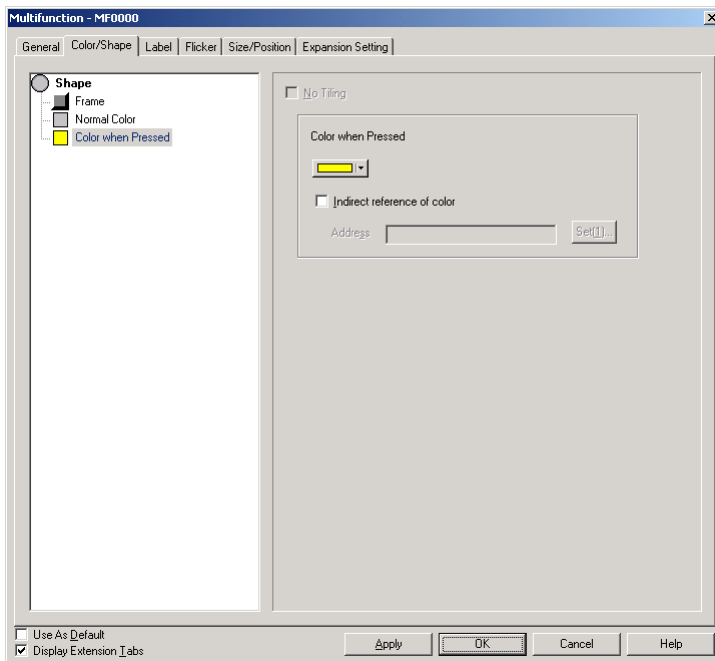 Multifunction - MF0000
General Color/Shape Label Flicker Size/Position Expansion Setting
Shape
Frame
Normal Color
Color when Pressed
No Tiling
Color when Pressed
Indirect reference of color
Address Set[1]...
Use As Default
Display Extension Tabs
Apply OK Cancel Help